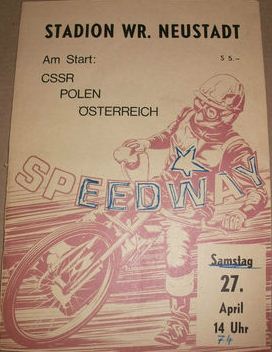 STADION WR. NEUSTADT
Am Start:
S 5.–
CSSR
POLEN
ÖSTERREICH
SPEEDWAY
Samstag
27.
April
14 Uhr
74